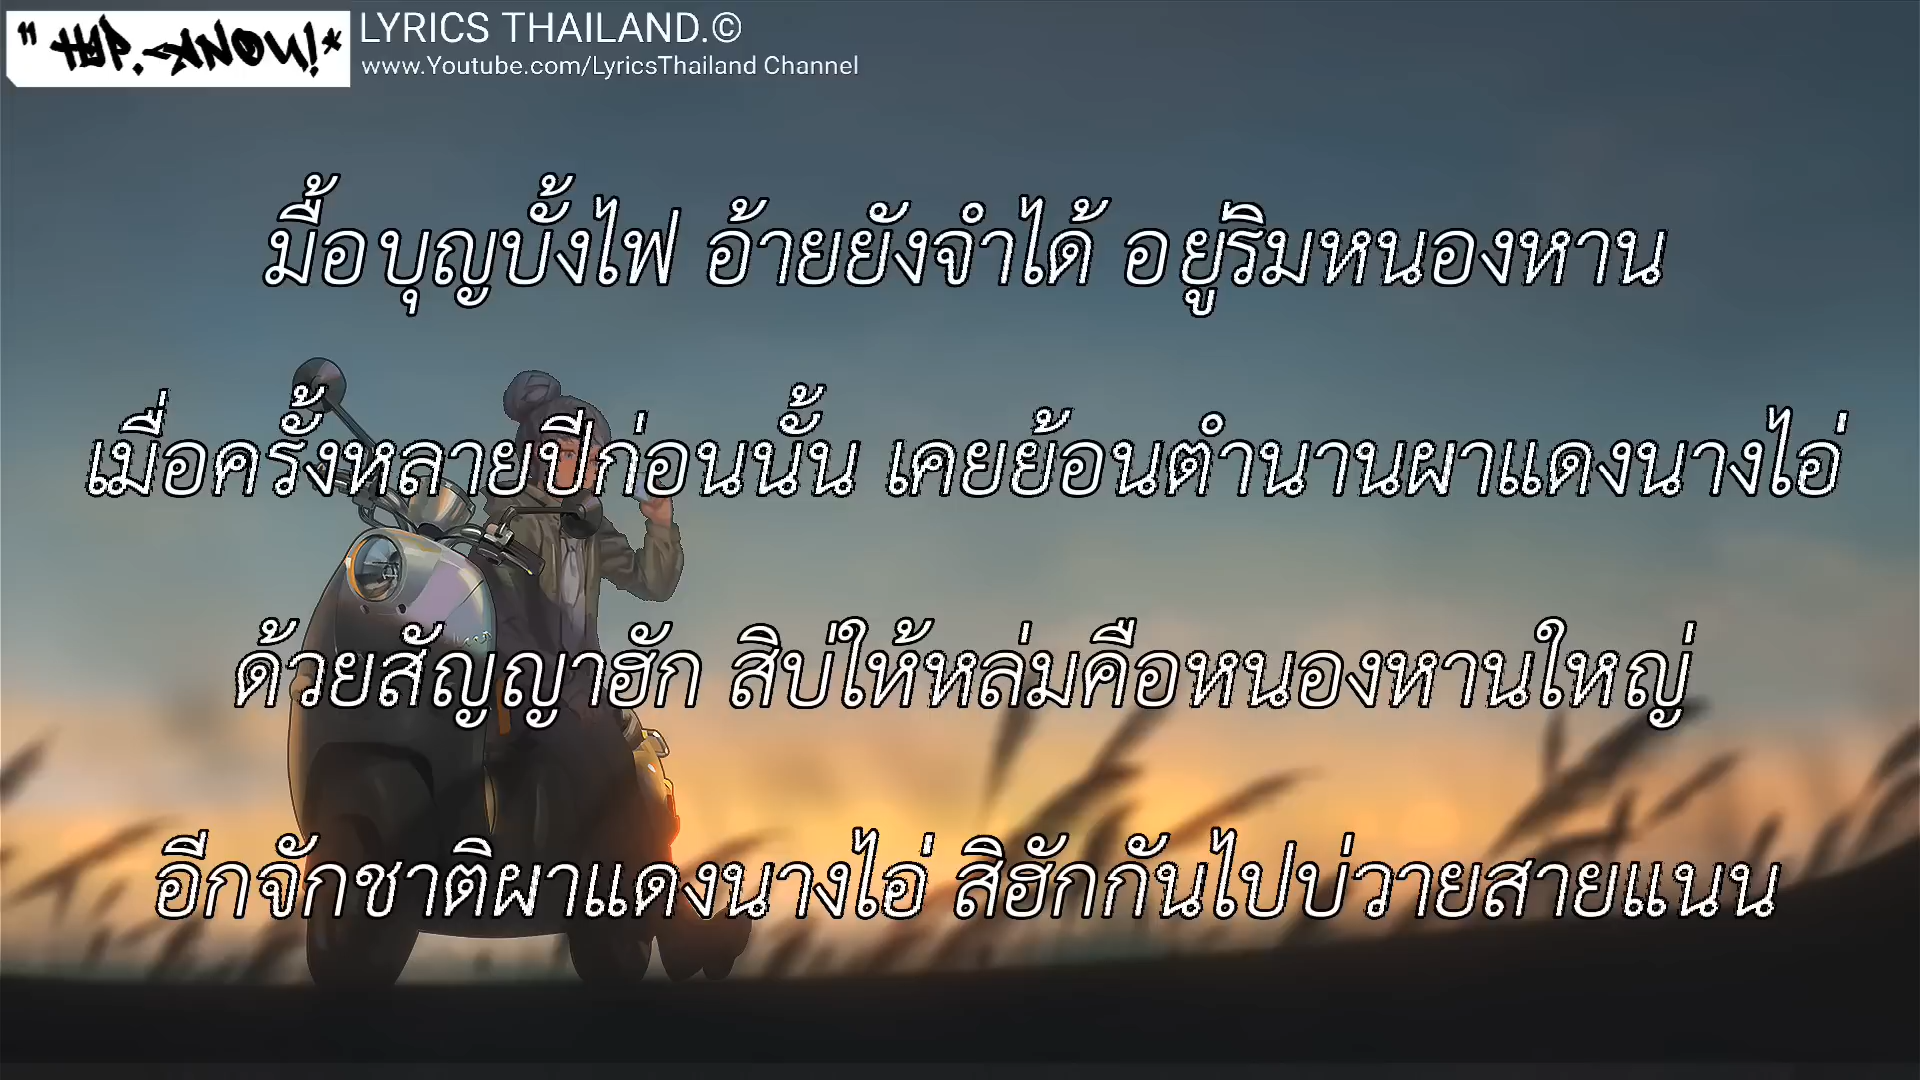 " HAP.-KNOW!*
LYRICS THAILAND.©
www.Youtube.com/LyricsThailand Channel
มื้อบุญบั้งไฟ อ้ายยังจำได้ อยู่ริมหนองหาน
เมื่อครั้งหลายปีก่อนนั้น เคยย้อนตำนานผาแดงนางไอ่
ด้วยสัญญาฮัก สิบ่ให้หล่มคือหนองหานใหญ่
อีกจักชาติผาแดงนางไอ่ สิฮักกันไปบ่วายสายแนน